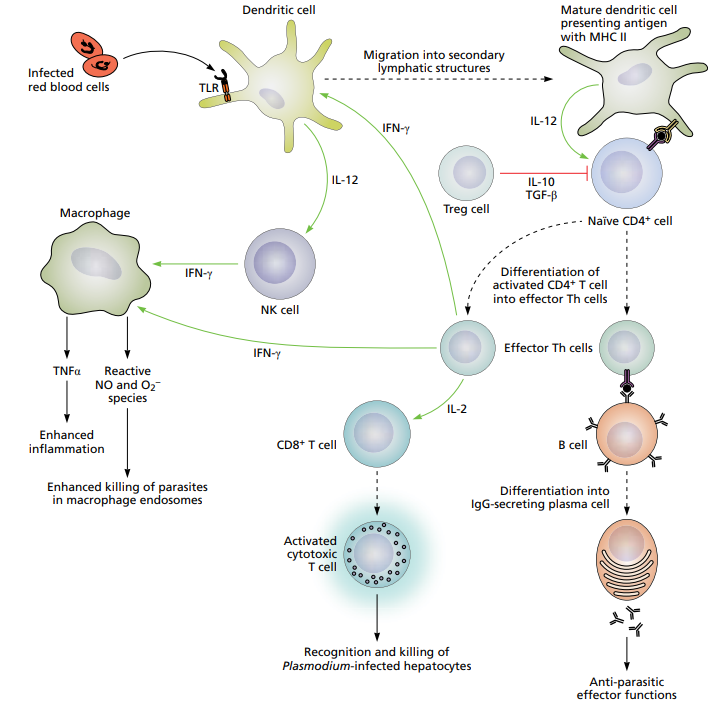 Dendritic cell
Mature dendritic cell
presenting antigen
with MHC II
Infected
red blood cells
TLR
Migration into secondary
lymphatic structures
IL-12
IFN-γ
IL-12
IL-10
TGF-β
Treg cell
Naïve CD4⁺ cell
Macrophage
IFN-γ
NK cell
Differentiation of
activated CD4⁺ T cell
into effector Th cells
IFN-γ
Effector Th cells
TNFα
Reactive
NO and O₂⁻
species
IL-2
Enhanced
inflammation
CD8⁺ T cell
B cell
Enhanced killing of parasites
in macrophage endosomes
Differentiation into
IgG-secreting plasma cell
Activated
cytotoxic
T cell
Recognition and killing of
Plasmodium-infected hepatocytes
Anti-parasitic
effector functions